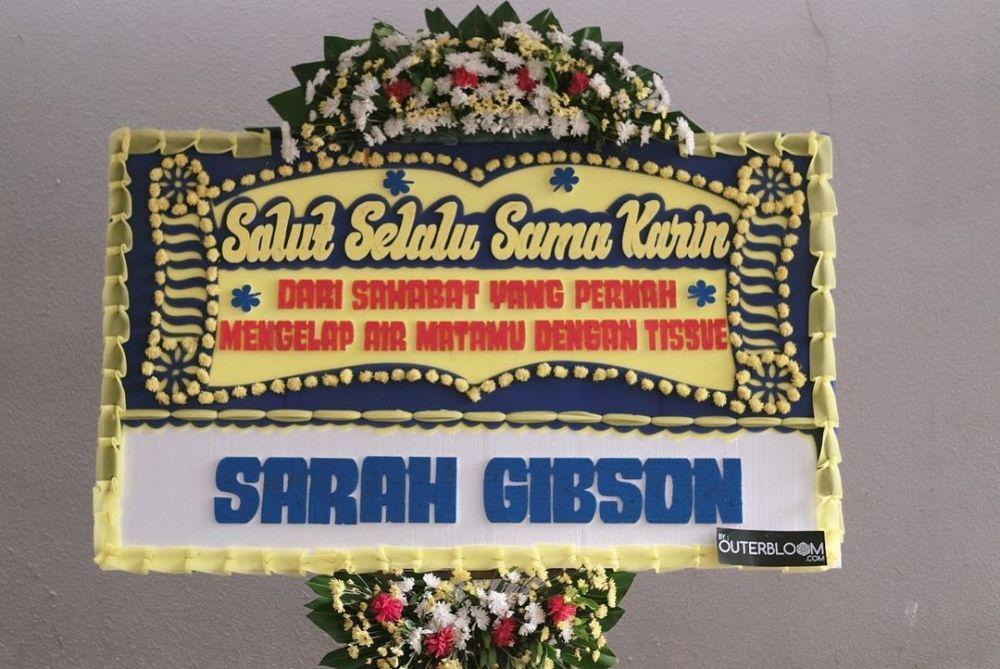 Salut Selalu Sama Karin
DARI SAHABAT YANG PERNAH
MENGELAP AIR MATAMU DENGAN TISSUE
SARAH GIBSON
BY :
OUTERBLOOM
.COM